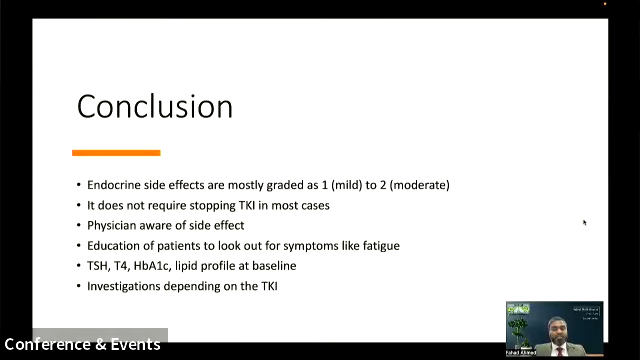 Conclusion
• Endocrine side effects are mostly graded as 1 (mild) to 2 (moderate)
• It does not require stopping TKI in most cases
• Physician aware of side effect
• Education of patients to look out for symptoms like fatigue
• TSH, T4, HbA1c, lipid profile at baseline
• Investigations depending on the TKI
Conference & Events
Fahad Ahmed